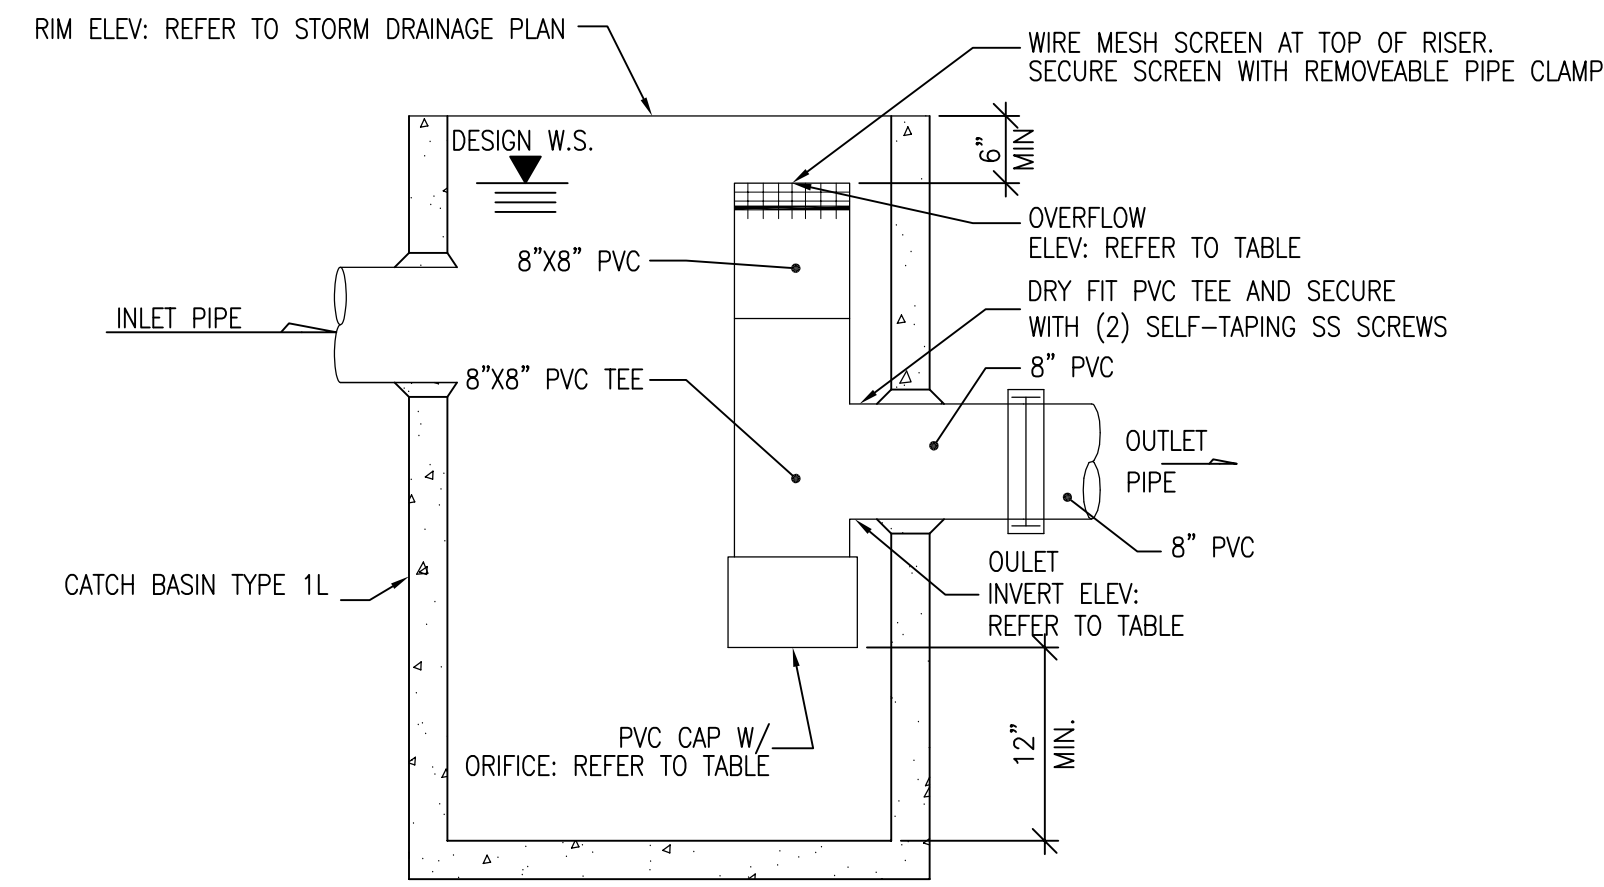 RIM ELEV: REFER TO STORM DRAINAGE PLAN
WIRE MESH SCREEN AT TOP OF RISER.
SECURE SCREEN WITH REMOVEABLE PIPE CLAMP
DESIGN W.S.
6"
MIN
OVERFLOW
ELEV: REFER TO TABLE
8"X8" PVC
DRY FIT PVC TEE AND SECURE
WITH (2) SELF-TAPING SS SCREWS
INLET PIPE
8" PVC
8"X8" PVC TEE
OUTLET
PIPE
8" PVC
OULET
INVERT ELEV:
REFER TO TABLE
CATCH BASIN TYPE 1L
PVC CAP W/
ORIFICE: REFER TO TABLE
12"
MIN.